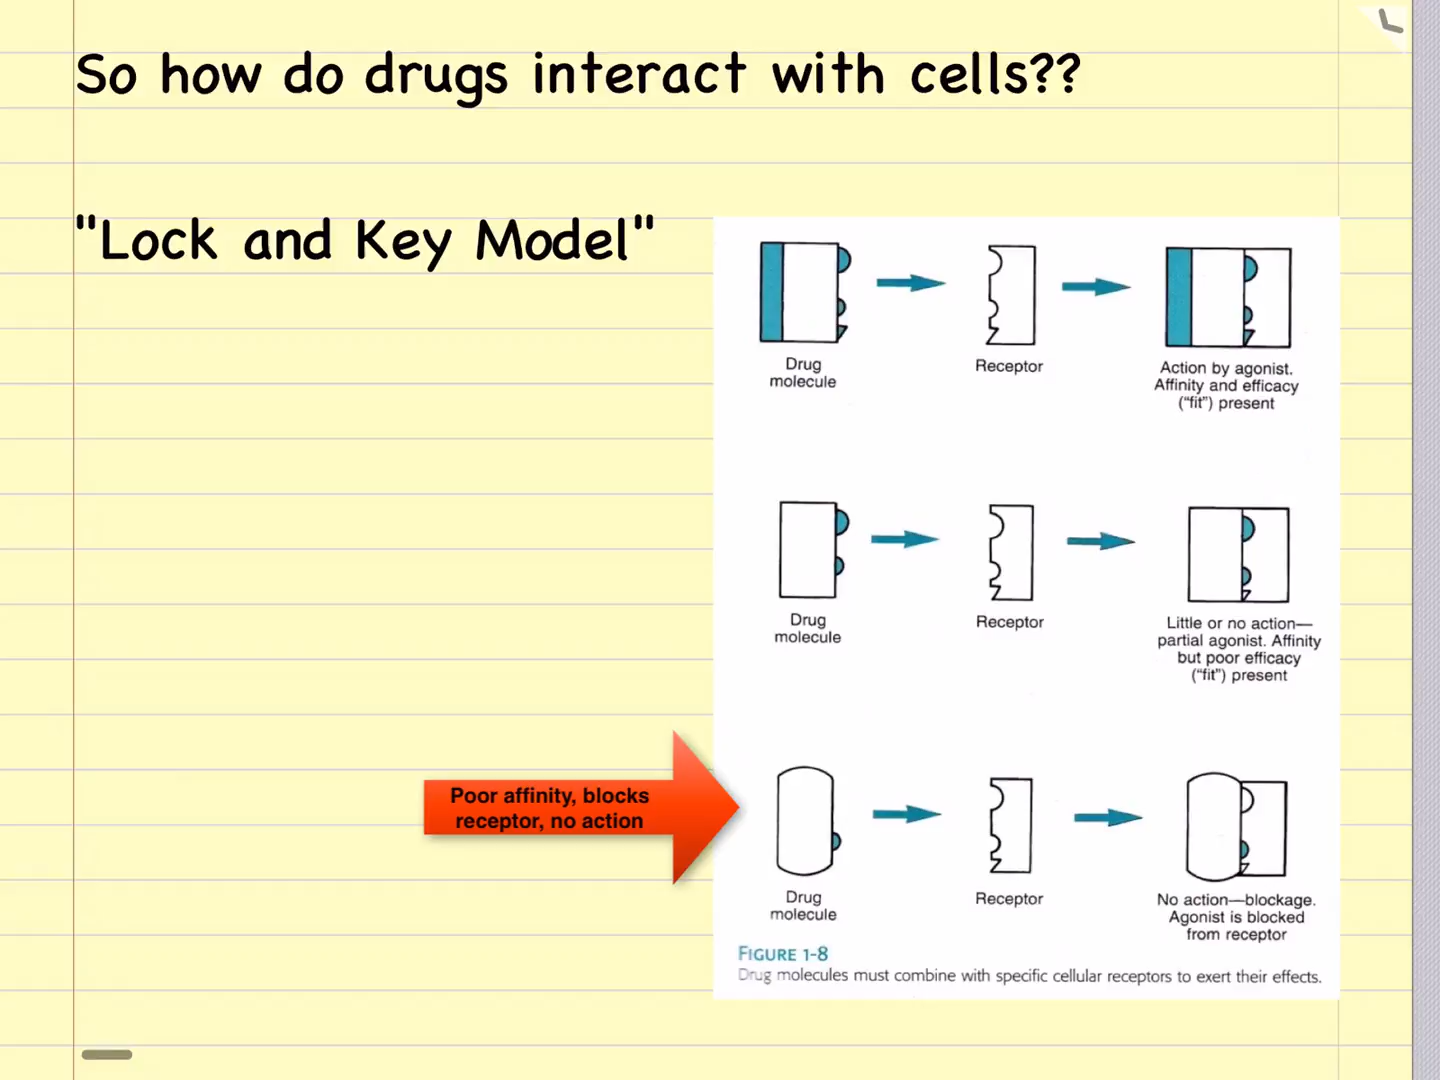 So how do drugs interact with cells??
"Lock and Key Model"
Drug
molecule
Receptor
Action by agonist.
Affinity and efficacy
(“fit”) present
Drug
molecule
Receptor
Little or no action—
partial agonist. Affinity
but poor efficacy
(“fit”) present
Poor affinity, blocks
receptor, no action
Drug
molecule
Receptor
No action—blockage.
Agonist is blocked
from receptor
FIGURE 1-8
Drug molecules must combine with specific cellular receptors to exert their effects.